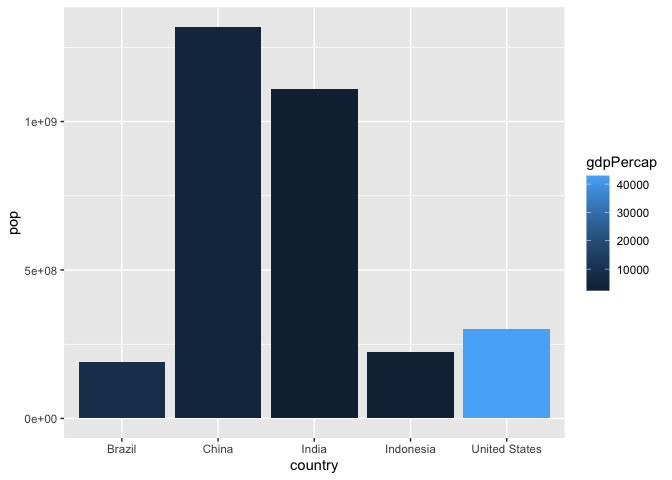 pop
1e+09
5e+08
0e+00
Brazil
China
India
Indonesia
United States
country
gdpPercap
40000
30000
20000
10000